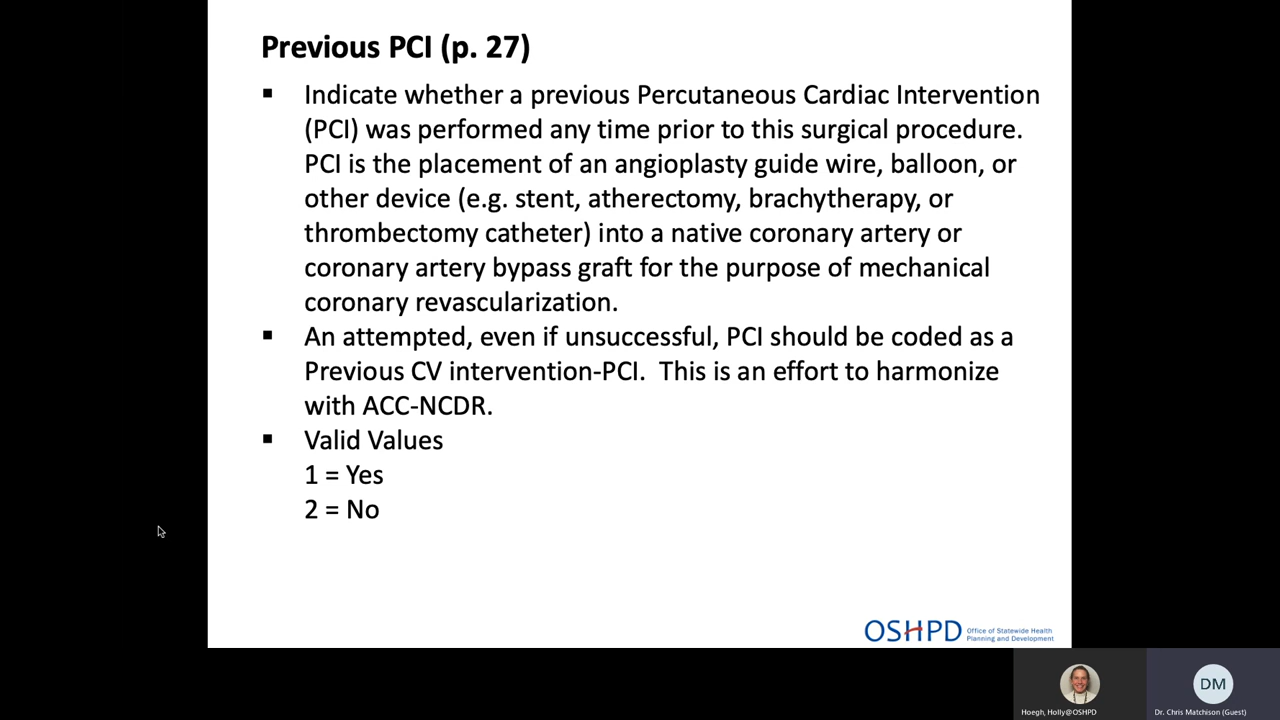 Previous PCI (p. 27)
▪ Indicate whether a previous Percutaneous Cardiac Intervention
(PCI) was performed any time prior to this surgical procedure.
PCI is the placement of an angioplasty guide wire, balloon, or
other device (e.g. stent, atherectomy, brachytherapy, or
thrombectomy catheter) into a native coronary artery or
coronary artery bypass graft for the purpose of mechanical
coronary revascularization.
▪ An attempted, even if unsuccessful, PCI should be coded as a
Previous CV intervention-PCI.  This is an effort to harmonize
with ACC-NCDR.
▪ Valid Values
1 = Yes
2 = No
OSHPD
Office of Statewide Health
Planning and Development
DM
Hoegh, Holly@OSHPD
Dr. Chris Matchison (Guest)